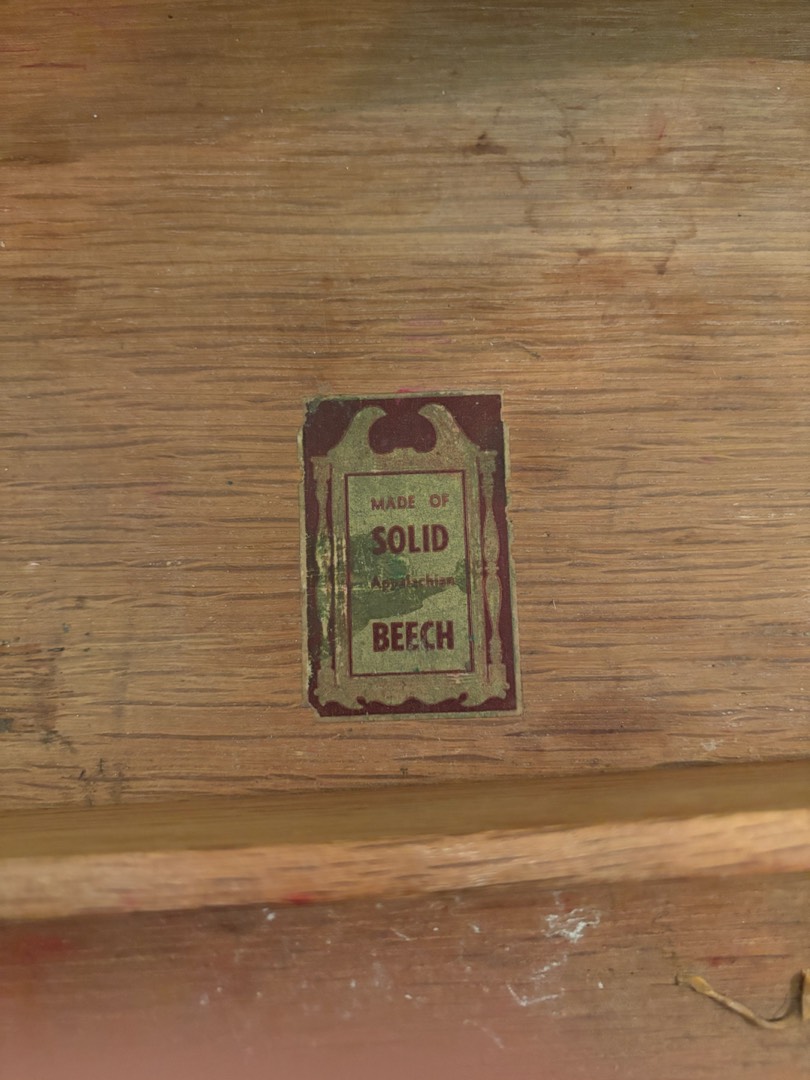 MADE OF
SOLID
Appalachian
BEECH